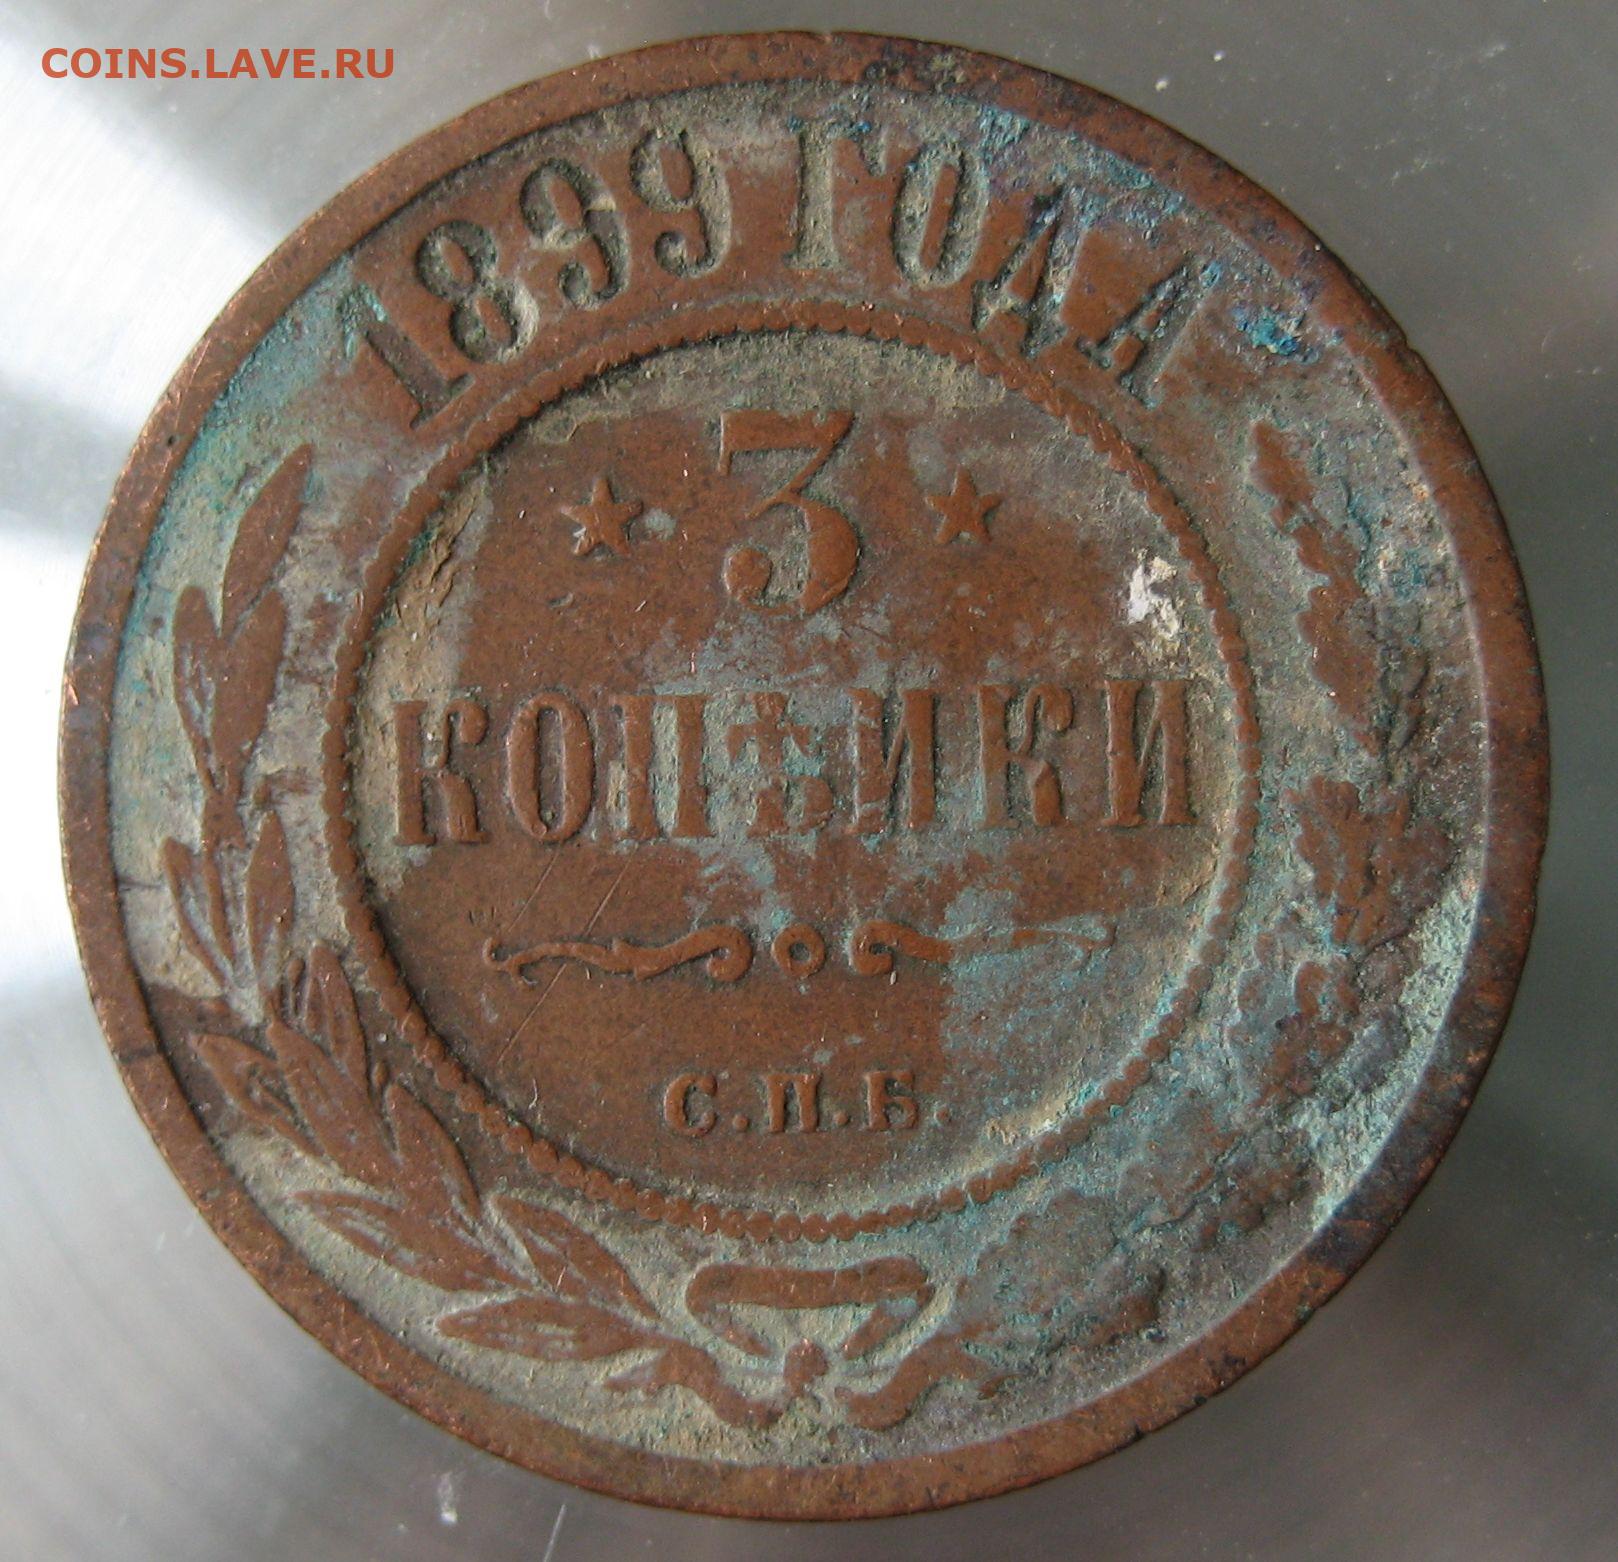 COINS.LAVE.RU
1899 ГОДА
3
КОПѢЙКИ
С.П.Б.